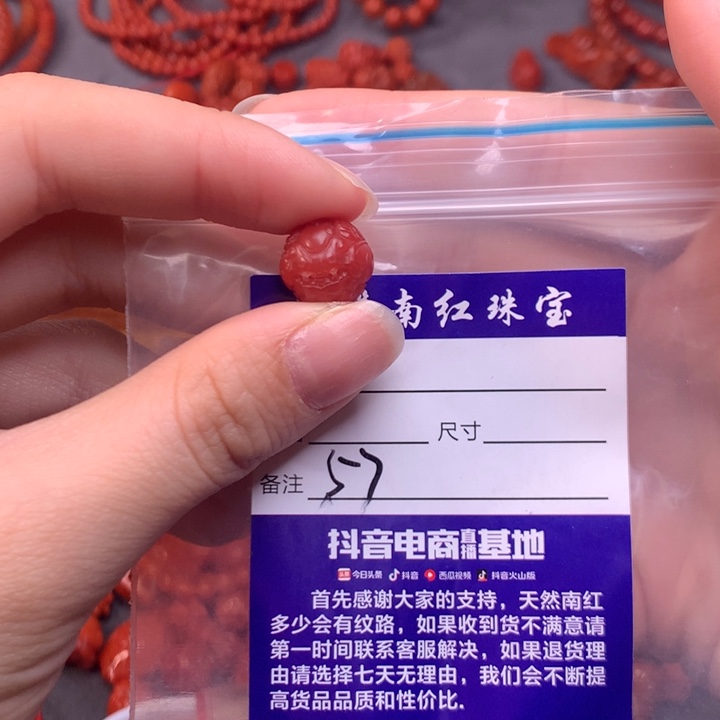 南红珠宝
尺寸
备注 57
抖音电商直播基地
头条 今日头条 抖音 西瓜视频 抖音火山版
首先感谢大家的支持，天然南红
多少会有纹路，如果收到货不满意请
第一时间联系客服解决，如果退货理
由请选择七天无理由，我们会不断提
高货品品质和性价比.